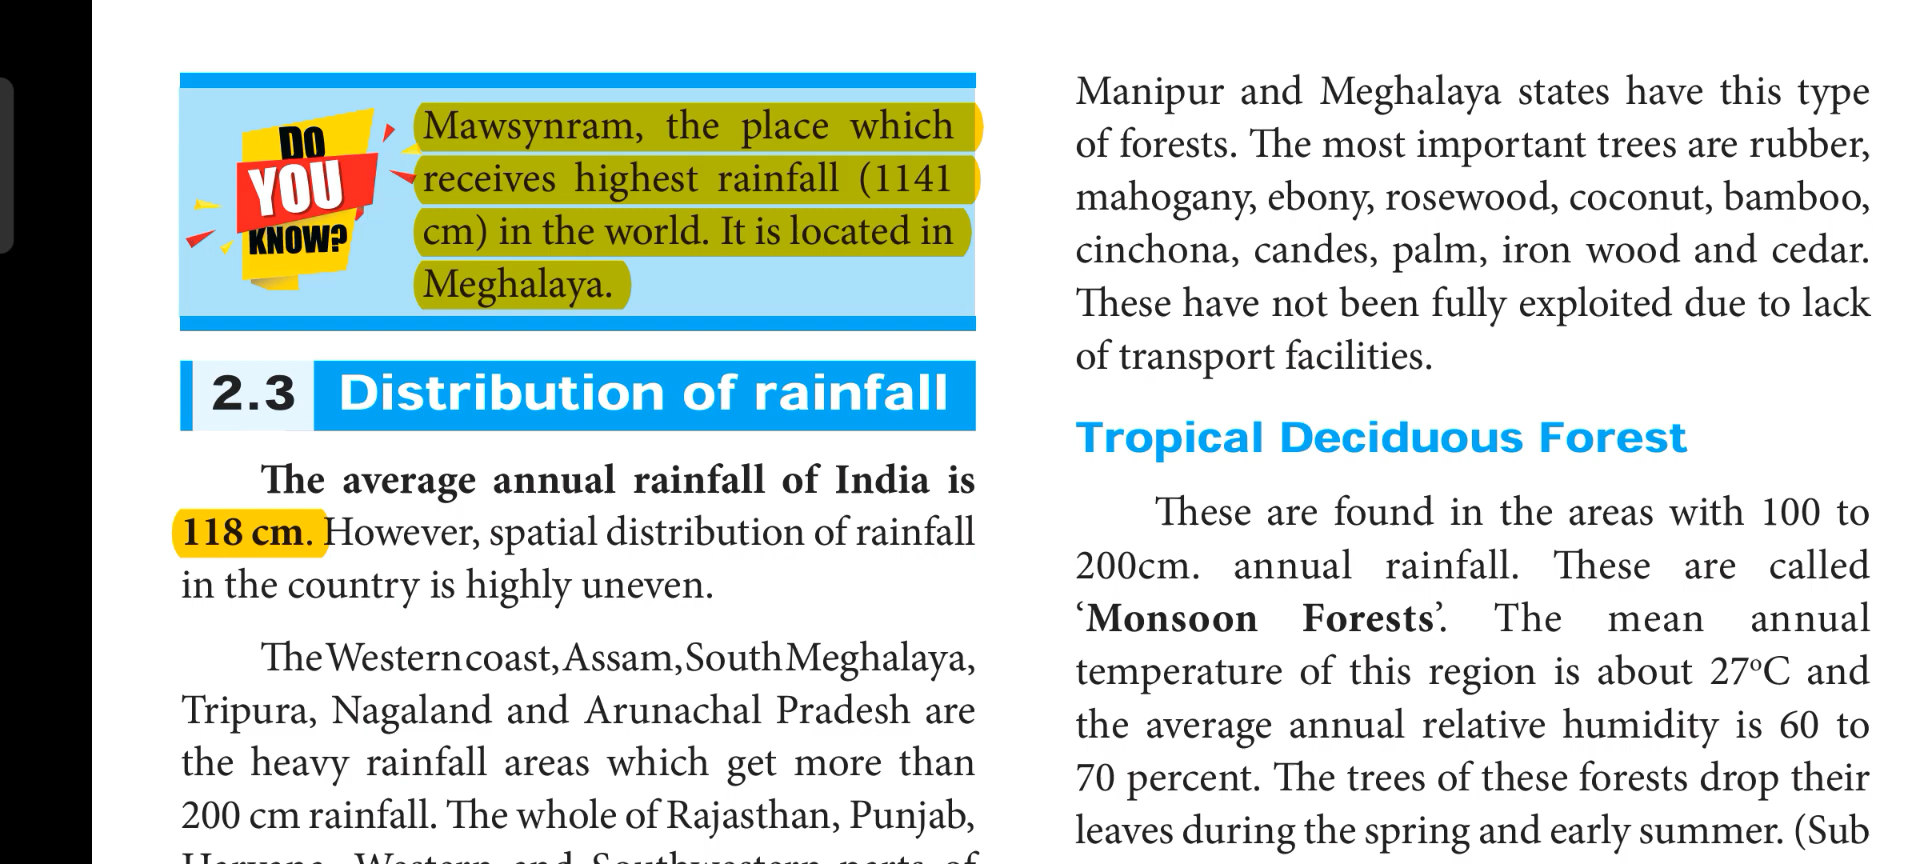 DO
YOU
KNOW?
Mawsynram, the place which
receives highest rainfall (1141
cm) in the world. It is located in
Meghalaya.
2.3 Distribution of rainfall
The average annual rainfall of India is
118 cm. However, spatial distribution of rainfall
in the country is highly uneven.
The Western coast, Assam, South Meghalaya,
Tripura, Nagaland and Arunachal Pradesh are
the heavy rainfall areas which get more than
200 cm rainfall. The whole of Rajasthan, Punjab,
Manipur and Meghalaya states have this type
of forests. The most important trees are rubber,
mahogany, ebony, rosewood, coconut, bamboo,
cinchona, candes, palm, iron wood and cedar.
These have not been fully exploited due to lack
of transport facilities.
Tropical Deciduous Forest
These are found in the areas with 100 to
200cm. annual rainfall. These are called
‘Monsoon Forests’. The mean annual
temperature of this region is about 27°C and
the average annual relative humidity is 60 to
70 percent. The trees of these forests drop their
leaves during the spring and early summer. (Sub